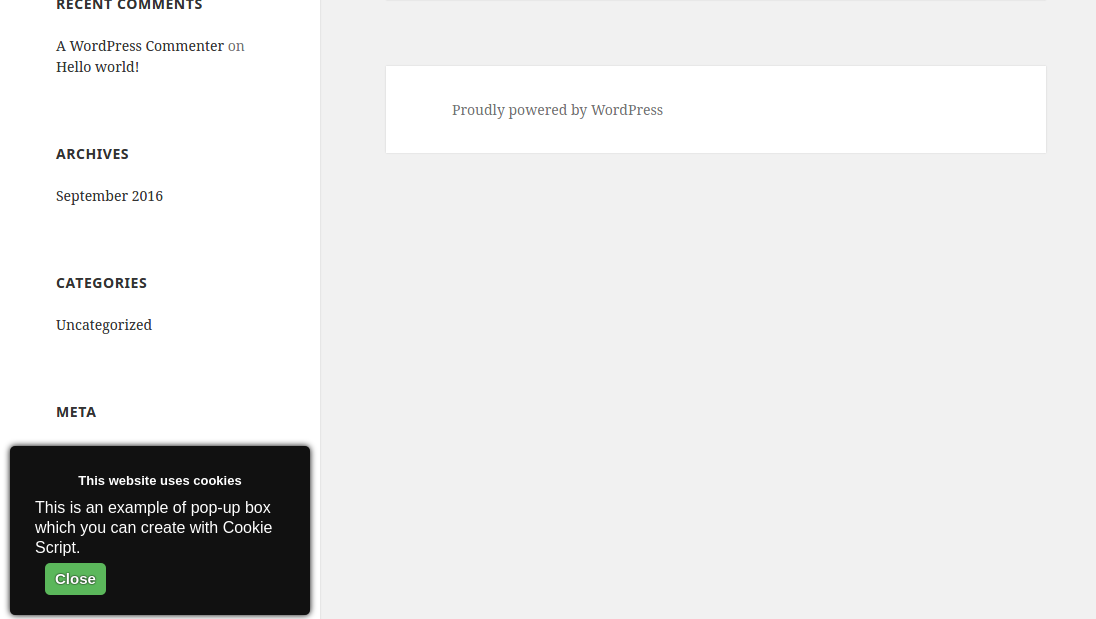 RECENT COMMENTS
A WordPress Commenter on
Hello world!
ARCHIVES
September 2016
CATEGORIES
Uncategorized
META
This website uses cookies
This is an example of pop-up box
which you can create with Cookie
Script.
Close
Proudly powered by WordPress